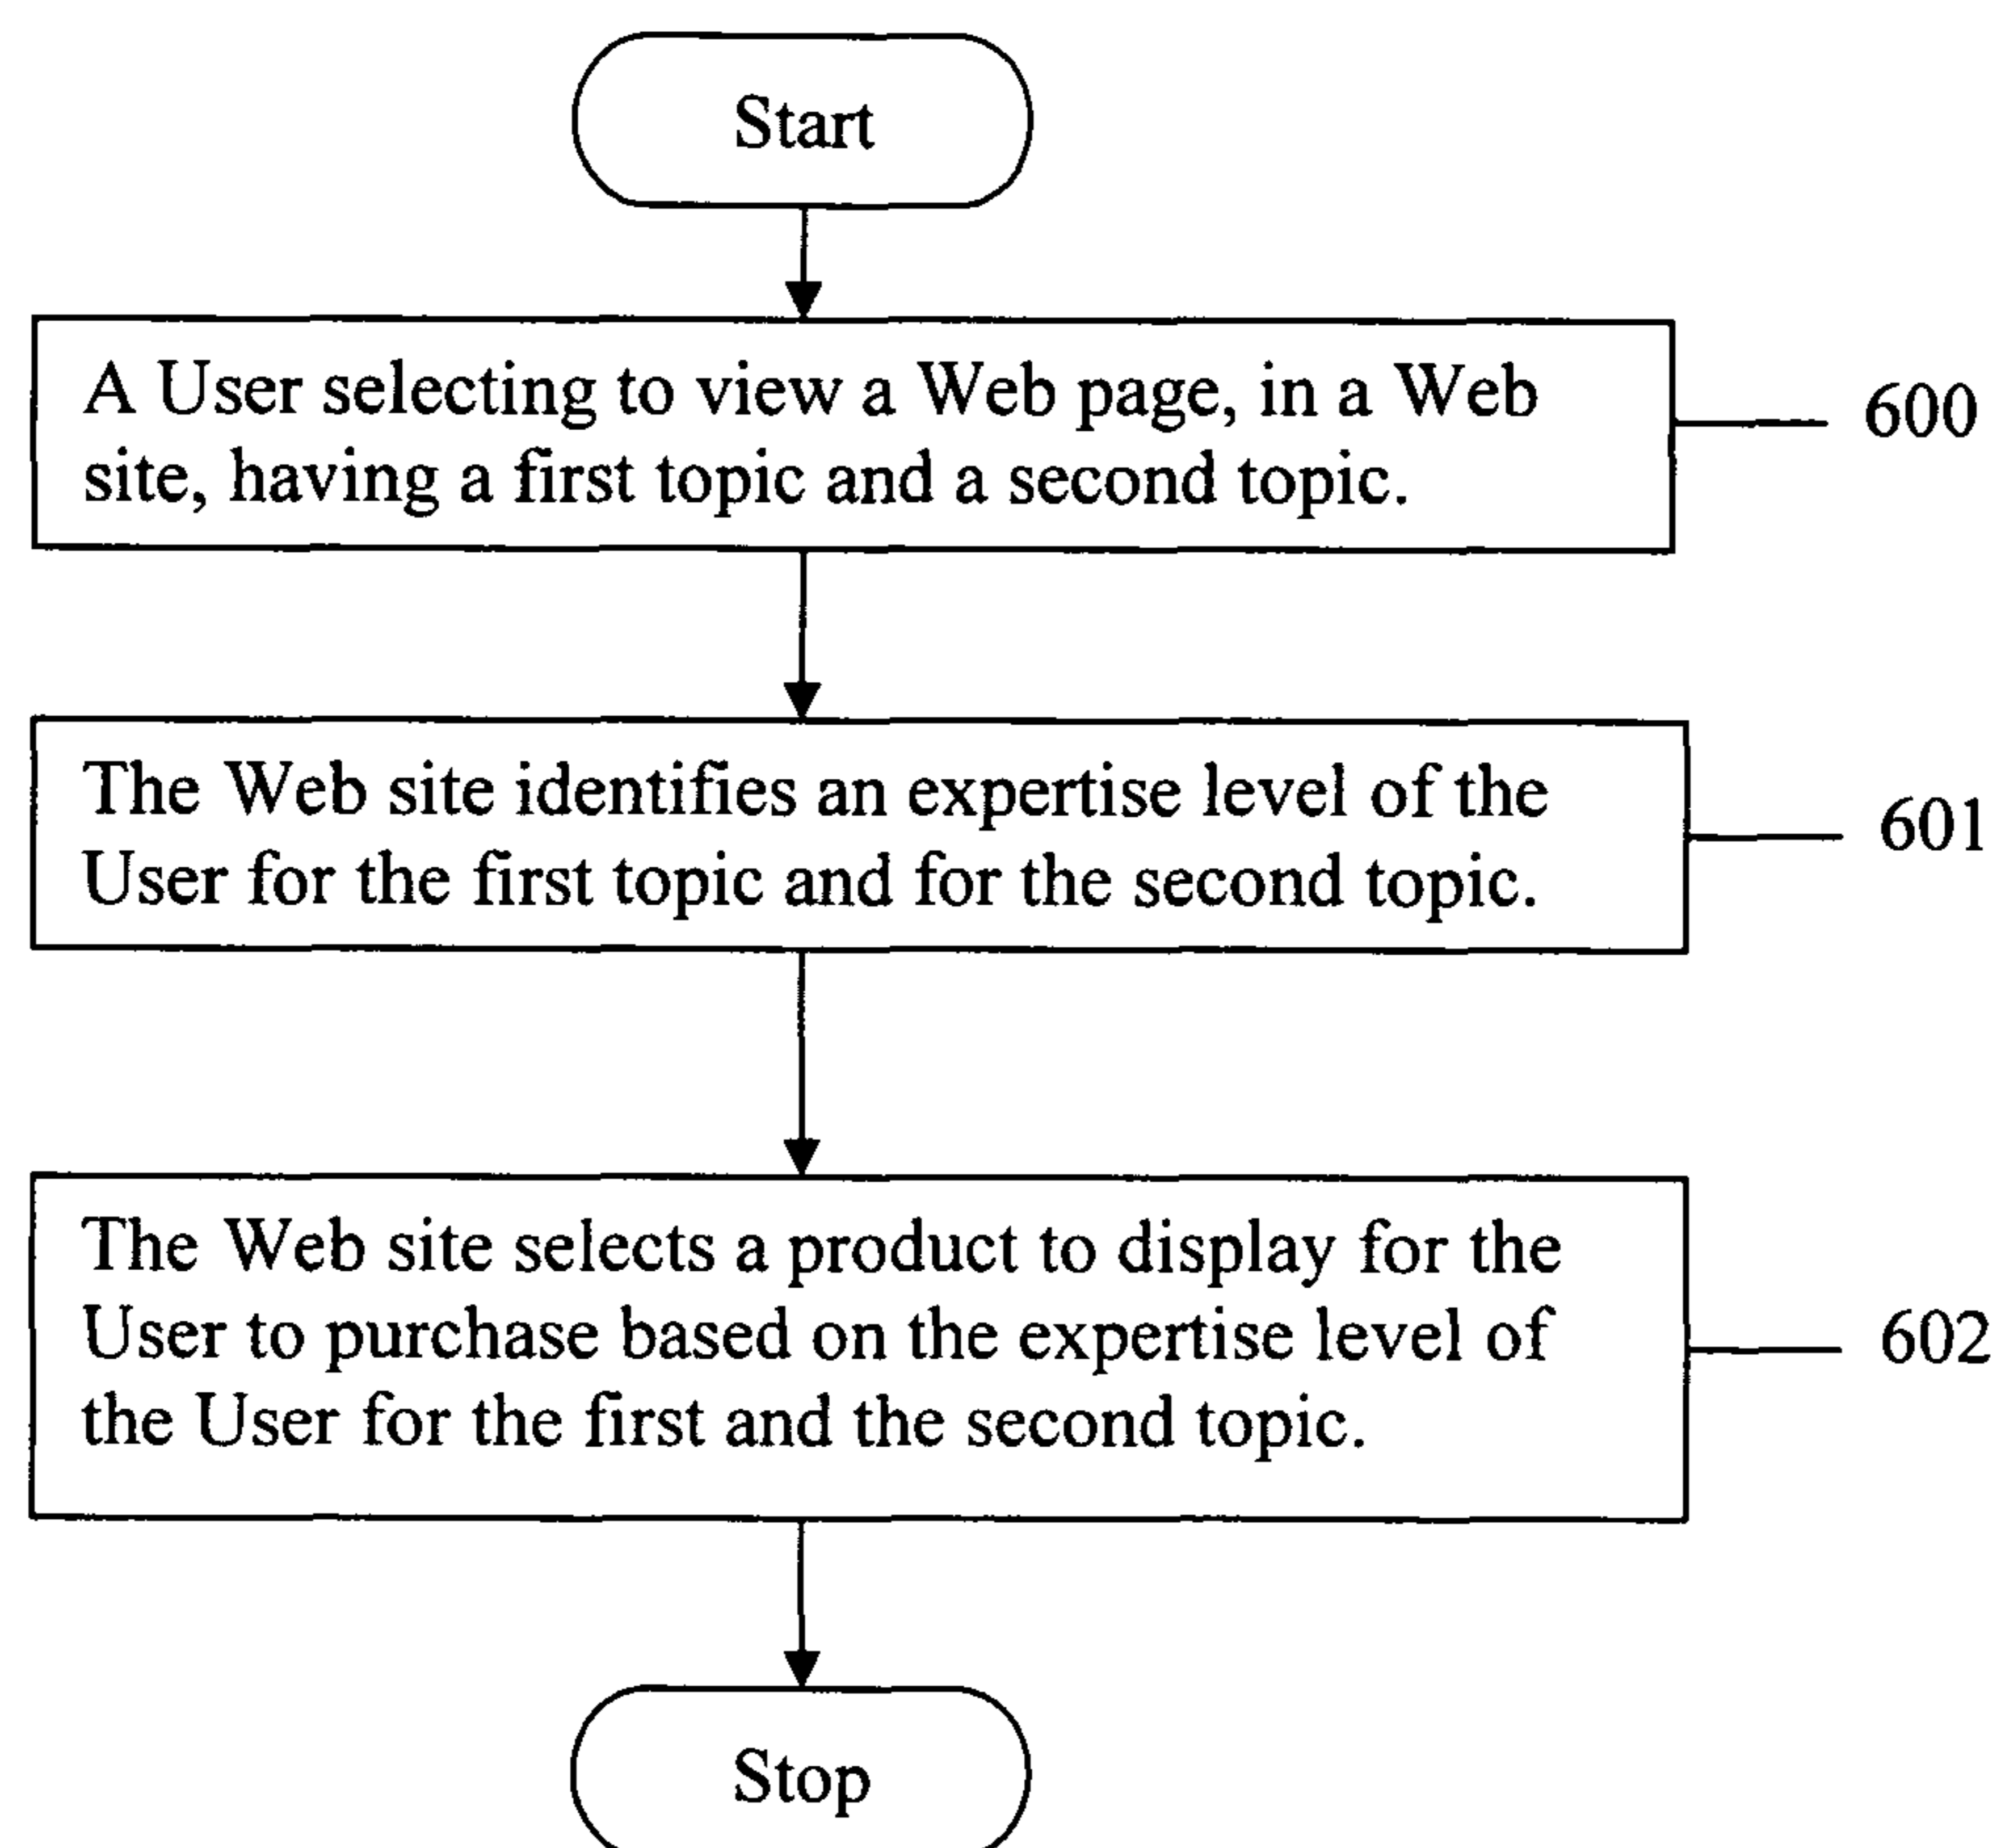 Start
A User selecting to view a Web page, in a Web
site, having a first topic and a second topic.
600
The Web site identifies an expertise level of the
User for the first topic and for the second topic.
601
The Web site selects a product to display for the
User to purchase based on the expertise level of
the User for the first and the second topic.
602
Stop